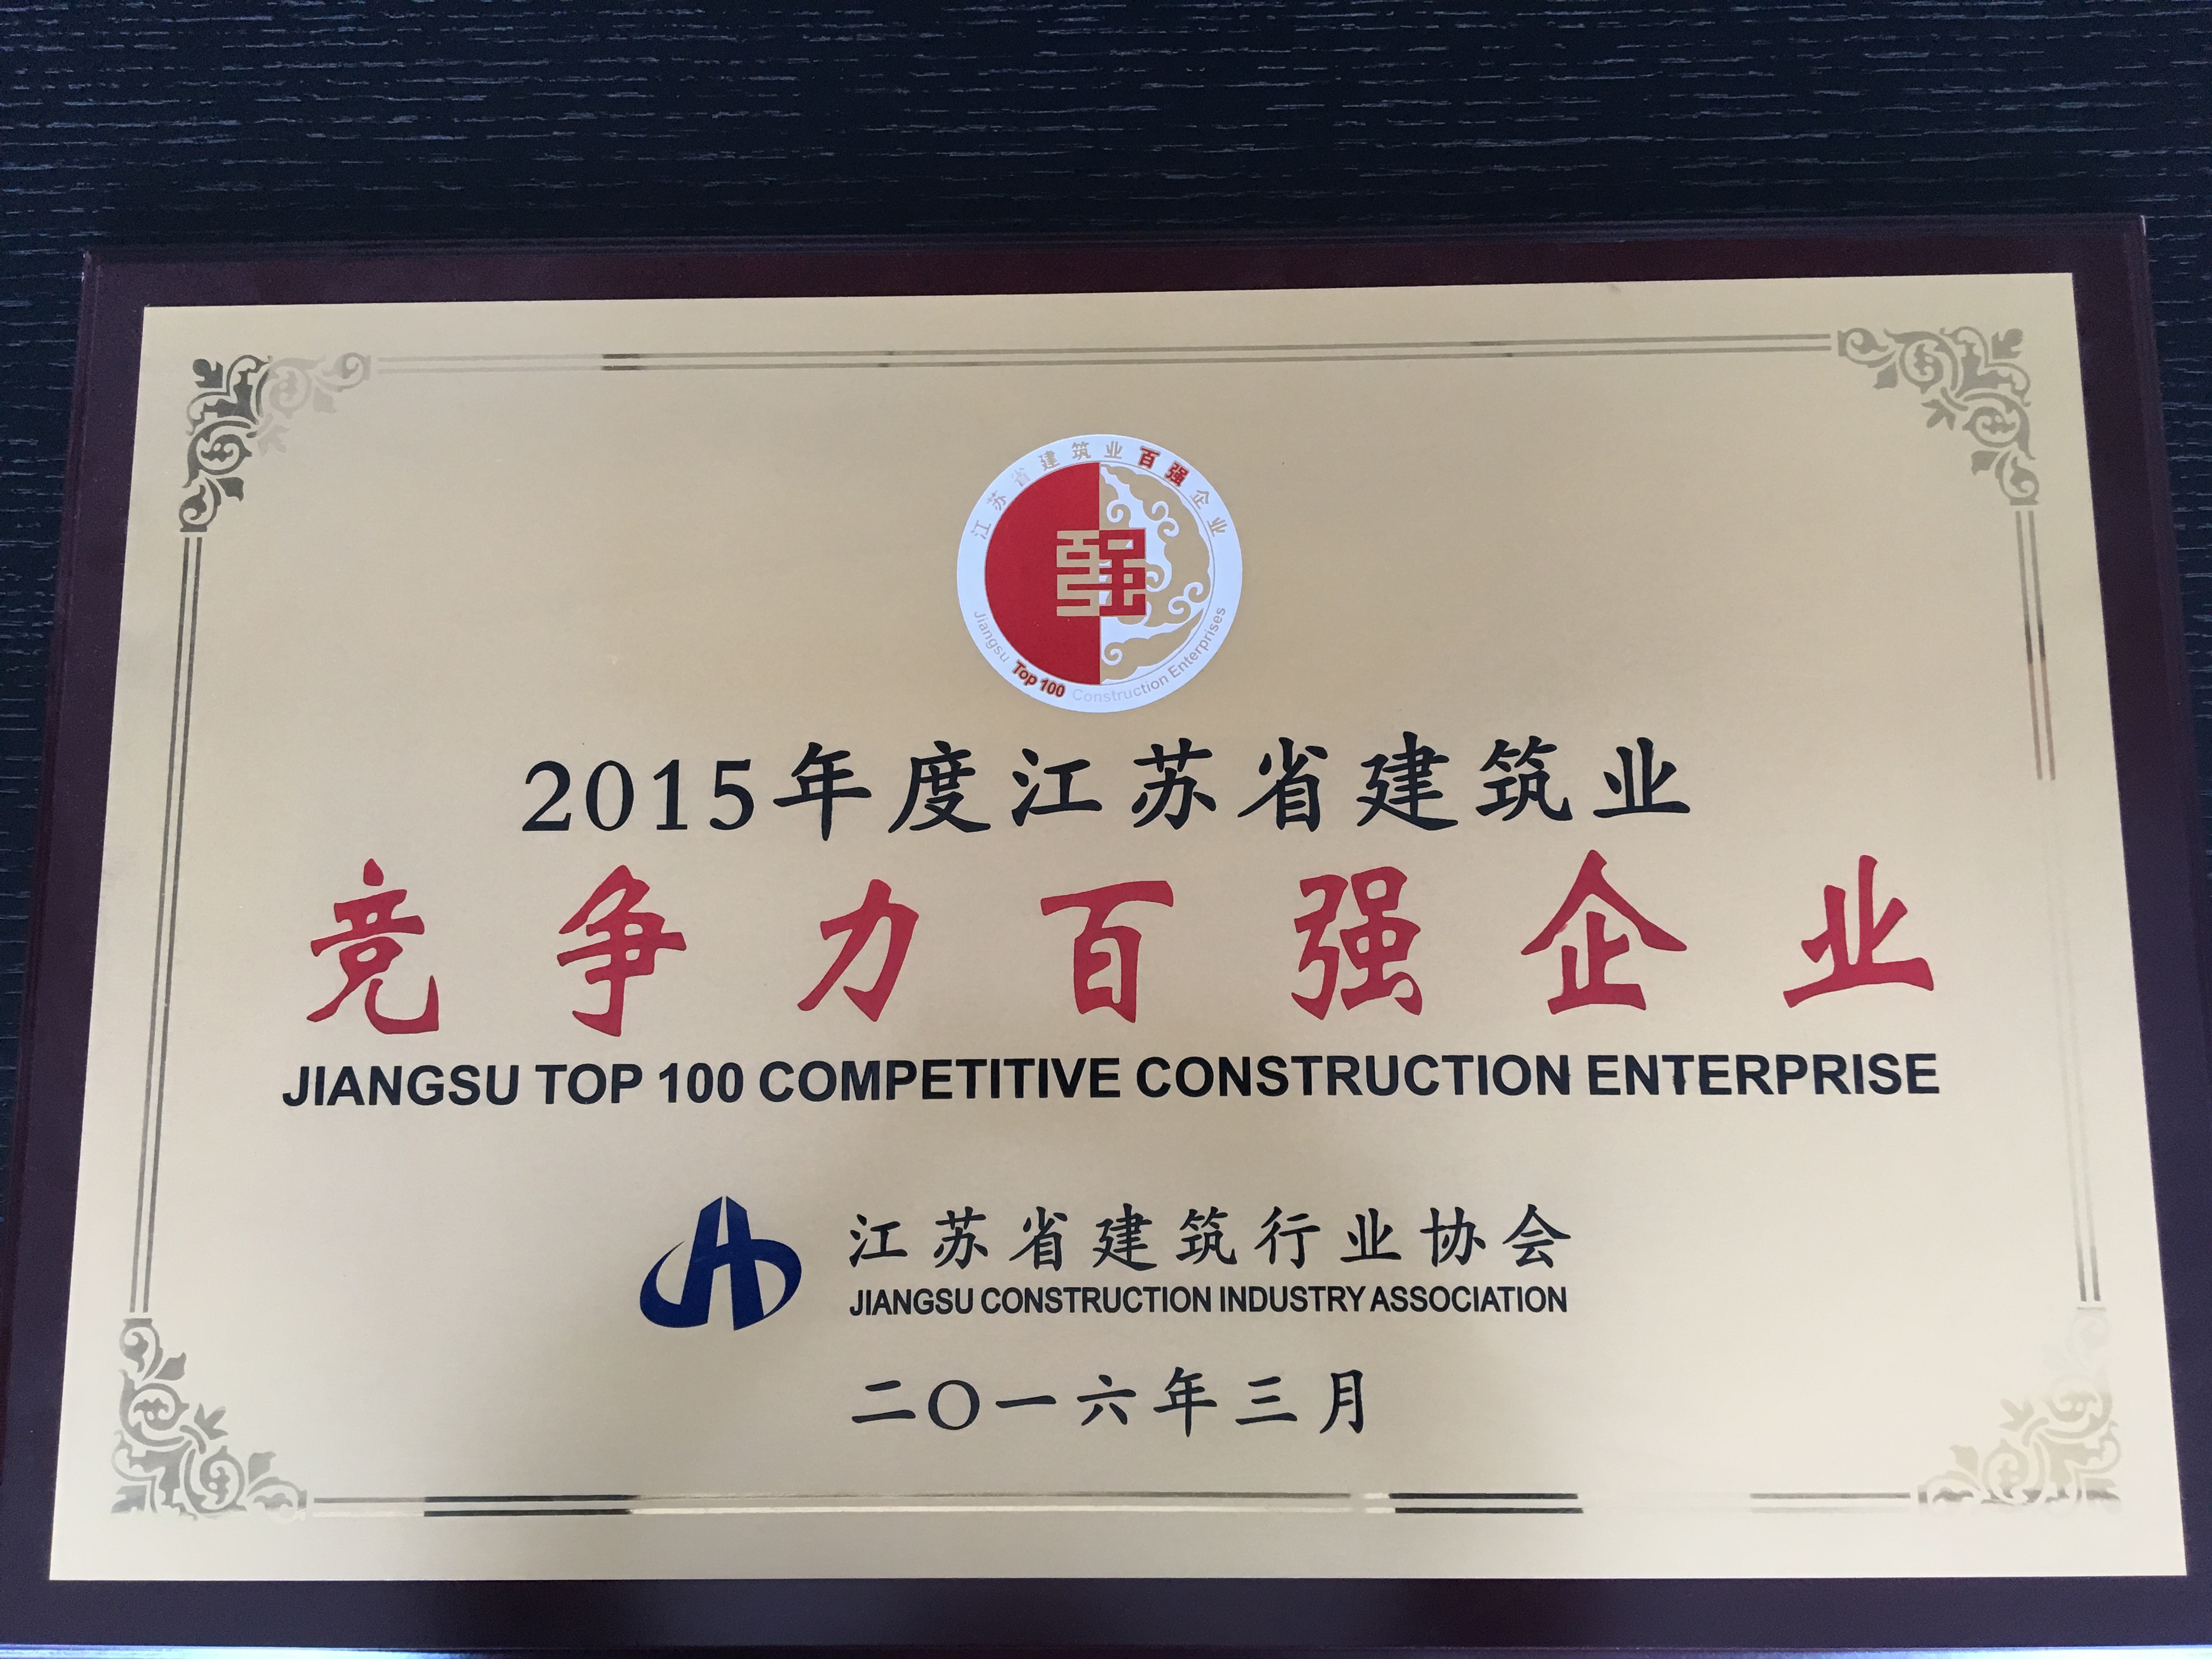 江苏省建筑业百强企业
百强
Jiangsu Top 100 Construction Enterprises
2015年度江苏省建筑业
竞争力百强企业
JIANGSU TOP 100 COMPETITIVE CONSTRUCTION ENTERPRISE
江苏省建筑行业协会
JIANGSU CONSTRUCTION INDUSTRY ASSOCIATION
二〇一六年三月